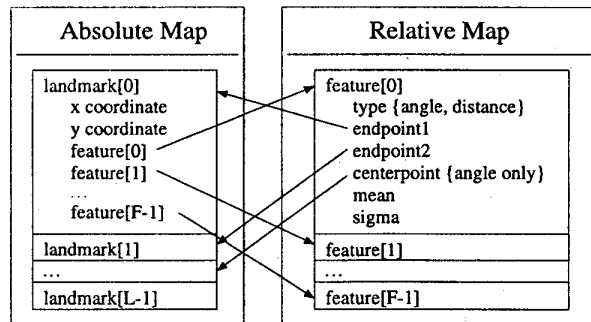 Absolute Map
landmark[0]
x coordinate
y coordinate
feature[0]
feature[1]
...
feature[F-1]
landmark[1]
...
landmark[L-1]
Relative Map
feature[0]
type {angle, distance}
endpoint1
endpoint2
centerpoint {angle only}
mean
sigma
feature[1]
...
feature[F-1]